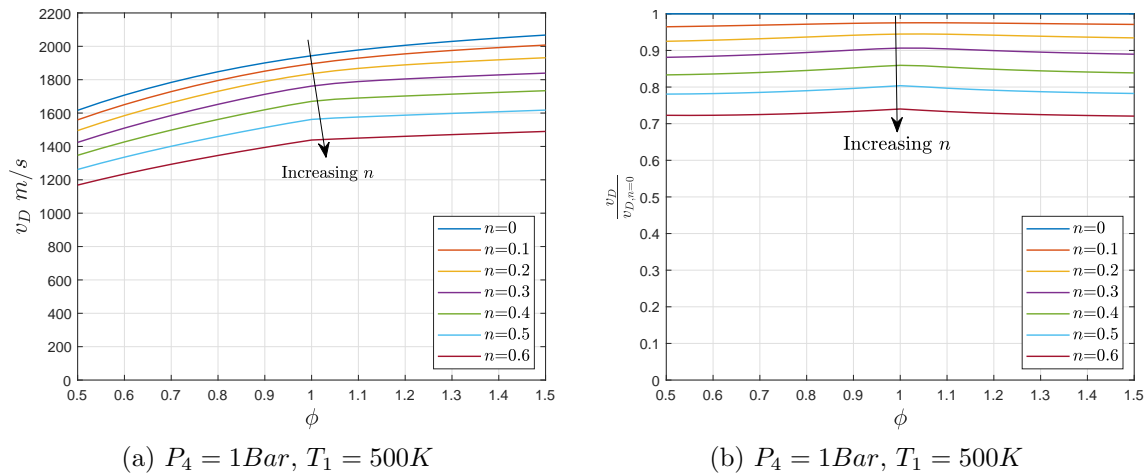 2200
2000
1800
1600
1400
1200
1000
800
600
400
200
0
v_D m/s
Increasing n
n=0
n=0.1
n=0.2
n=0.3
n=0.4
n=0.5
n=0.6
0.5 0.6 0.7 0.8 0.9 1 1.1 1.2 1.3 1.4 1.5
ϕ
(a) P_4 = 1Bar, T_1 = 500K
1
0.9
0.8
0.7
0.6
0.5
0.4
0.3
0.2
0.1
0
v_D
v_{D,n=0}
Increasing n
n=0
n=0.1
n=0.2
n=0.3
n=0.4
n=0.5
n=0.6
0.5 0.6 0.7 0.8 0.9 1 1.1 1.2 1.3 1.4 1.5
ϕ
(b) P_4 = 1Bar, T_1 = 500K